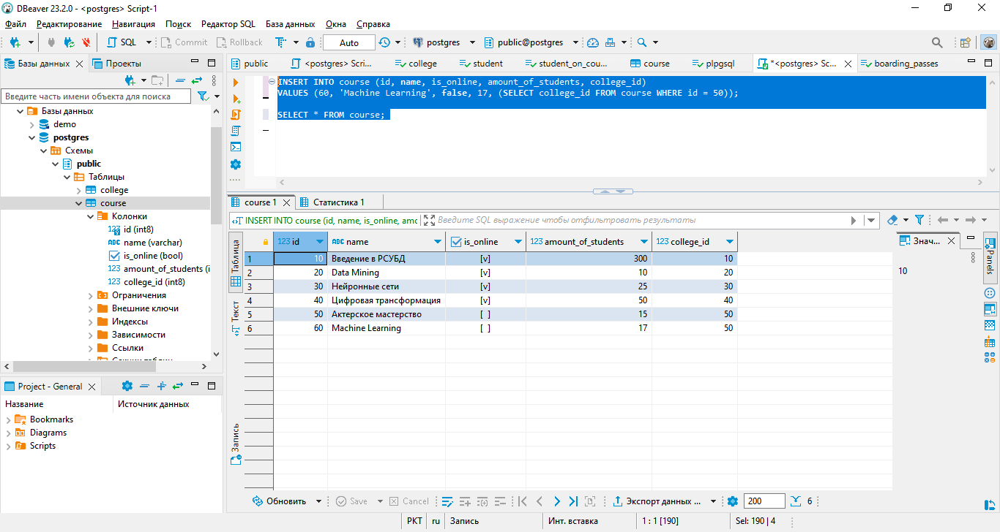 DBeaver 23.2.0 - <postgres> Script-1
Файл Редактирование Навигация Поиск Редактор SQL База данных Окна Справка
SQL Commit Rollback Auto postgres public@postgres
Базы данных Проекты
public <postgres> Scri... college student student_on_cou... course plpgsql *<postgres> Sc... boarding_passes
Введите часть имени объекта для поиска
Базы данных
demo
postgres
Схемы
public
Таблицы
college
course
Колонки
id (int8)
name (varchar)
is_online (bool)
amount_of_students (i
college_id (int8)
Ограничения
Внешние ключи
Индексы
Зависимости
Ссылки
INSERT INTO course (id, name, is_online, amount_of_students, college_id)
VALUES (60, 'Machine Learning', false, 17, (SELECT college_id FROM course WHERE id = 50));
SELECT * FROM course;
course 1 Статистика 1
INSERT INTO course (id, name, is_online, amo Введите SQL выражение чтобы отфильтровать результаты
Таблица
Текст
Запись
123 id ABC name is_online 123 amount_of_students 123 college_id
1 10 Введение в РСУБД [v] 300 10
2 20 Data Mining [v] 10 20
3 30 Нейронные сети [v] 25 30
4 40 Цифровая трансформация [v] 50 40
5 50 Актерское мастерство [ ] 15 50
6 60 Machine Learning [ ] 17 50
Знач...
10
Panels
Project - General
Название Источник данных
Bookmarks
Diagrams
Scripts
Обновить Save Cancel Экспорт данных ... 200 6
PKT ru Запись Инт. вставка 1 : 1 [190] Sel: 190 | 4